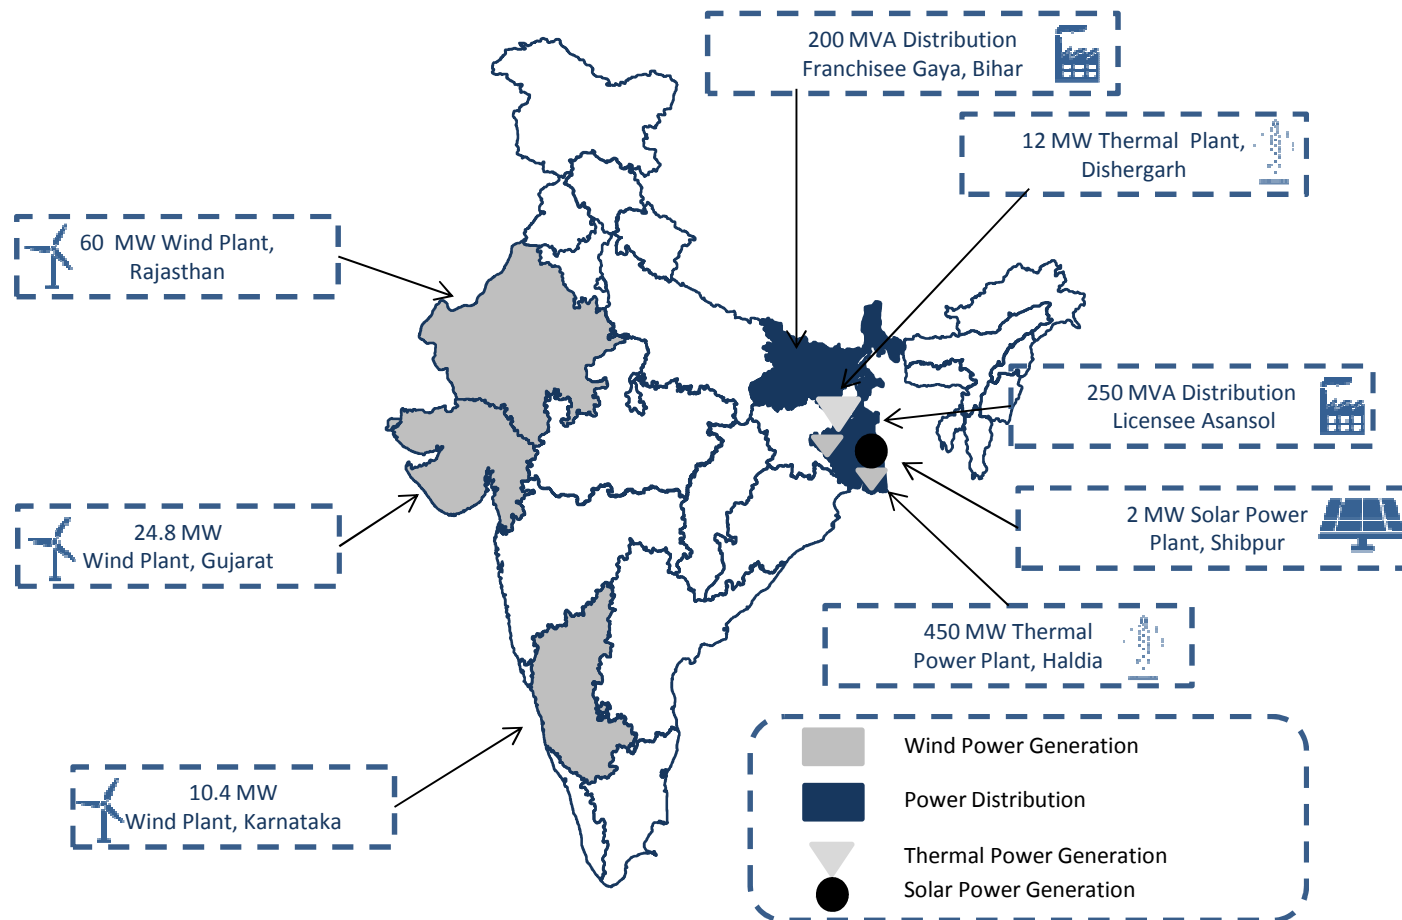 200 MVA Distribution
Franchisee Gaya, Bihar
12 MW Thermal Plant,
Dishergarh
60 MW Wind Plant,
Rajasthan
250 MVA Distribution
Licensee Asansol
24.8 MW
Wind Plant, Gujarat
2 MW Solar Power
Plant, Shibpur
450 MW Thermal
Power Plant, Haldia
10.4 MW
Wind Plant, Karnataka
Wind Power Generation
Power Distribution
Thermal Power Generation
Solar Power Generation